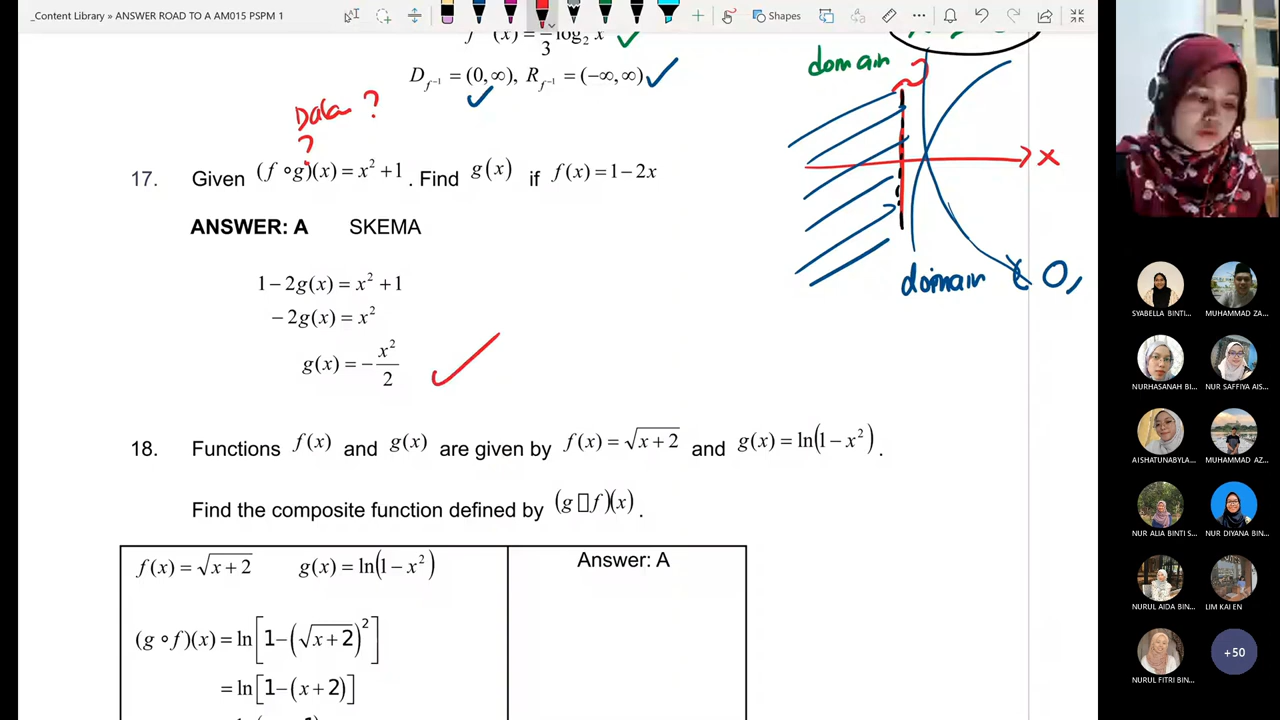 _Content Library » ANSWER ROAD TO A AM015 PSPM 1
Shapes
domain
D_{f^{-1}} = (0,∞), R_{f^{-1}} = (-∞,∞)
Data ?
?
17. Given (f ∘ g)(x) = x² + 1 . Find g(x) if f(x) = 1 − 2x
x
ANSWER: A SKEMA
1 − 2g(x) = x² + 1
− 2g(x) = x²
g(x) = − x²/2
domain (0,
18. Functions f(x) and g(x) are given by f(x) = √(x+2) and g(x) = ln(1 − x²) .
Find the composite function defined by (g □ f)(x) .
f(x) = √(x+2) g(x) = ln(1 − x²)
Answer: A
(g ∘ f)(x) = ln[1−(√(x+2))²]
= ln[1−(x+2)]
SYABELLA BINTI...
MUHAMMAD ZA...
NURHASANAH BI...
NUR SAFFIYA AIS...
AISHATUNABYLA...
MUHAMMAD AZ...
NUR ALIA BINTI S...
NUR DIYANA BIN...
NURUL AIDA BIN...
LIM KAI EN
NURUL FITRI BIN...
+50